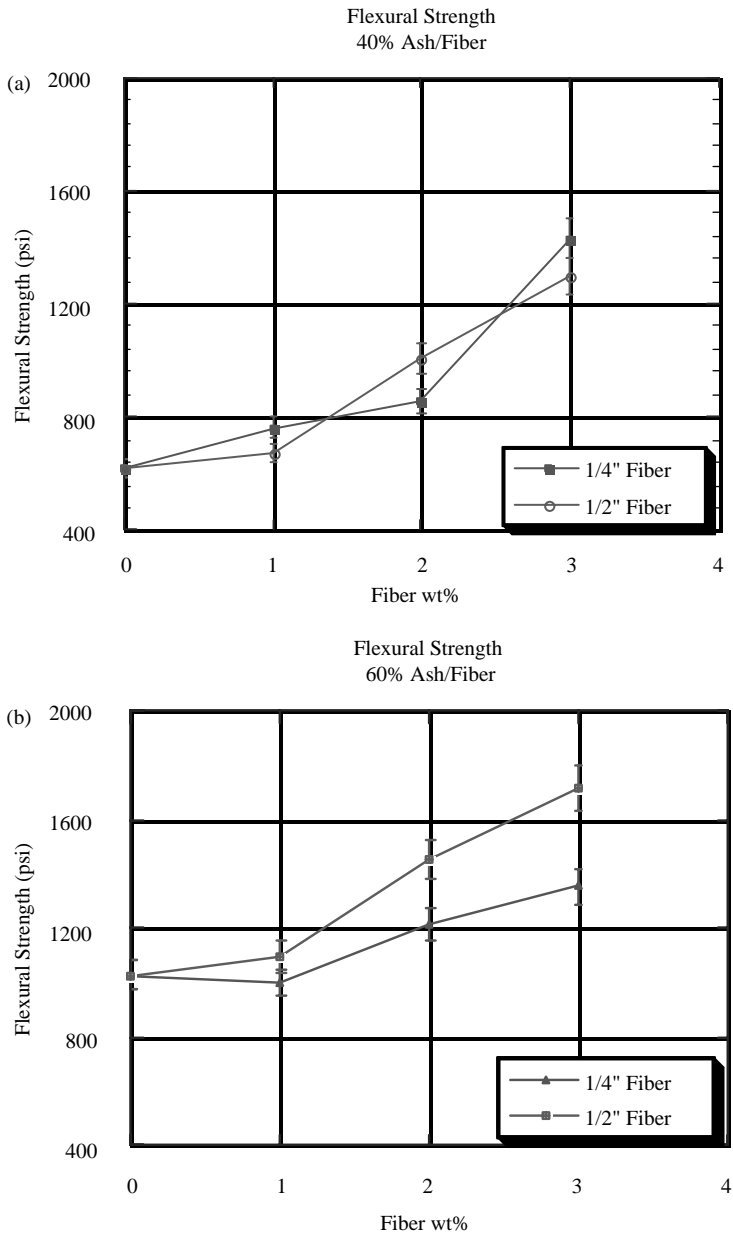 Flexural Strength
40% Ash/Fiber
(a)
2000
1600
1200
800
400
Flexural Strength (psi)
0 1 2 3 4
Fiber wt%
1/4" Fiber
1/2" Fiber
Flexural Strength
60% Ash/Fiber
(b)
2000
1600
1200
800
400
Flexural Strength (psi)
0 1 2 3 4
Fiber wt%
1/4" Fiber
1/2" Fiber